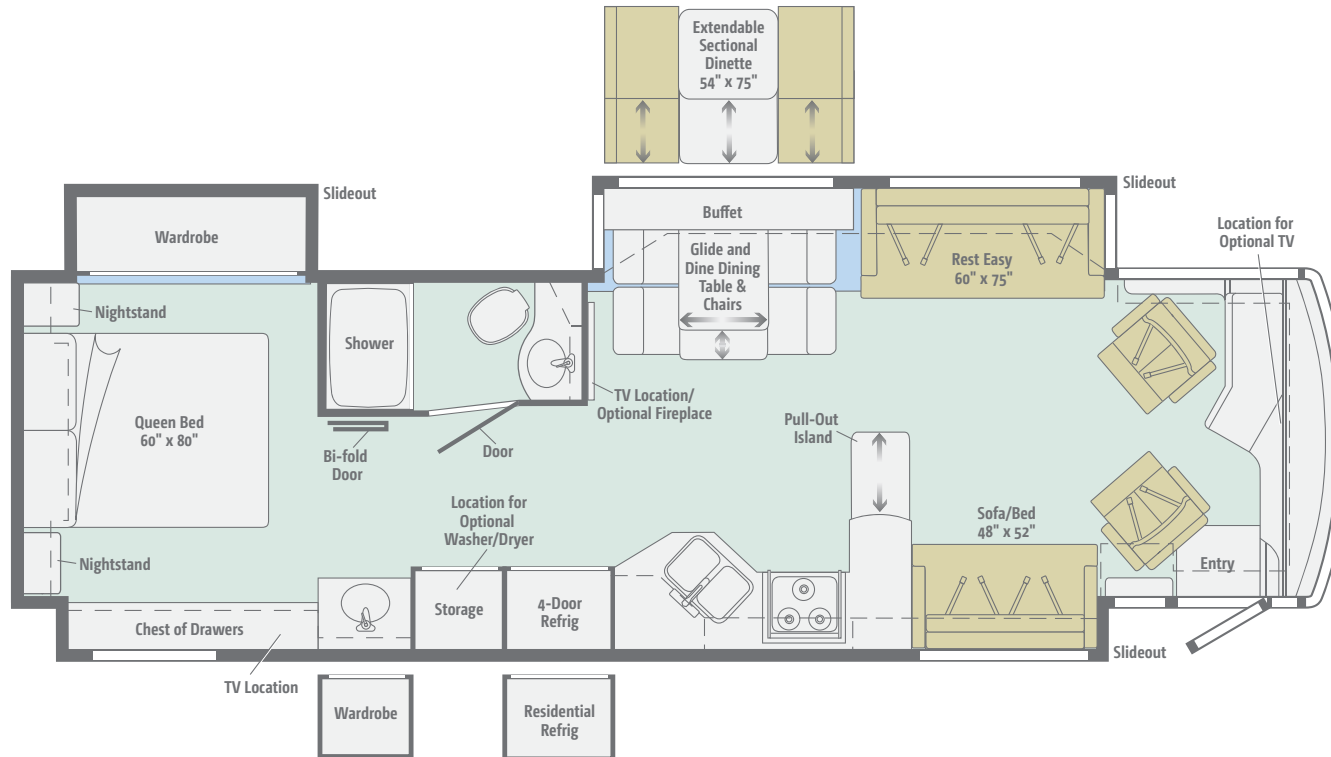 Extendable
Sectional
Dinette
54" x 75"
Slideout
Slideout
Wardrobe
Buffet
Location for
Optional TV
Glide and
Dine Dining
Table &
Chairs
Rest Easy
60" x 75"
Nightstand
Shower
TV Location/
Optional Fireplace
Queen Bed
60" x 80"
Pull-Out
Island
Bi-fold
Door
Door
Location for
Optional
Washer/Dryer
Sofa/Bed
48" x 52"
Nightstand
Entry
Storage
4-Door
Refrig
Chest of Drawers
Slideout
TV Location
Wardrobe
Residential
Refrig